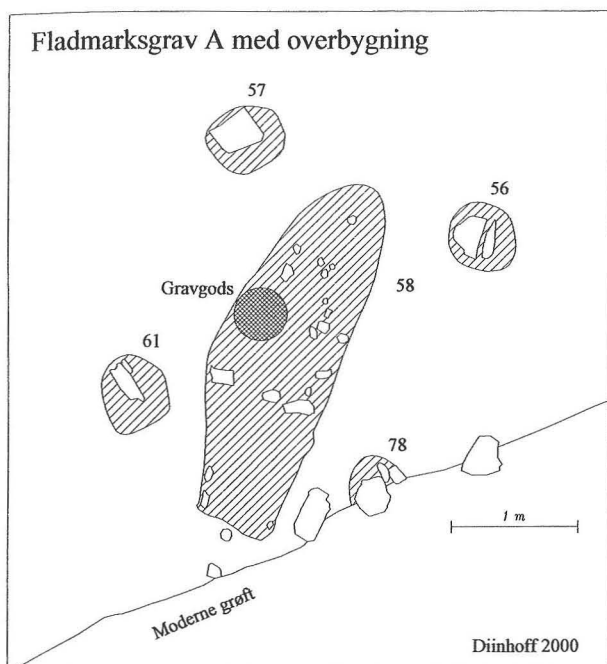 Fladmarksgrav A med overbygning
57
56
Gravgods
58
61
78
1 m
Moderne grøft
Diinhoff 2000